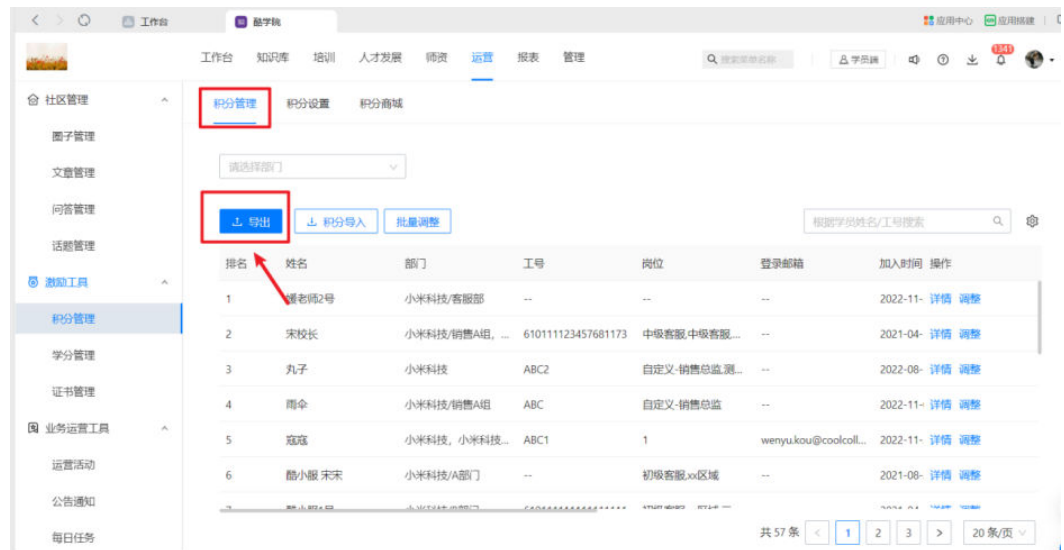 工作台
酷学院
应用中心
应用搭建
工作台 知识库 培训 人才发展 师资 运营 报表 管理
搜索菜单名称
学员端
1341
社区管理
圈子管理
文章管理
问答管理
话题管理
激励工具
积分管理
学分管理
证书管理
业务运营工具
运营活动
公告通知
每日任务
积分管理 积分设置 积分商城
请选择部门
导出 积分导入 批量调整
根据学员姓名/工号搜索
排名 姓名 部门 工号 岗位 登录邮箱 加入时间 操作
1 媛老师2号 小米科技/客服部 -- -- -- 2022-11- 详情 调整
2 宋校长 小米科技/销售A组, ... 610111123457681173 中级客服,中级客服,... -- 2021-04- 详情 调整
3 丸子 小米科技 ABC2 自定义-销售总监,测... -- 2022-08- 详情 调整
4 雨伞 小米科技/销售A组 ABC 自定义-销售总监 -- 2022-11- 详情 调整
5 寇寇 小米科技, 小米科技... ABC1 1 wenyu.kou@coolcoll... 2022-11- 详情 调整
6 酷小服 宋宋 小米科技/A部门 -- 初级客服,xx区域 -- 2021-08- 详情 调整
共 57 条 < 1 2 3 > 20 条/页